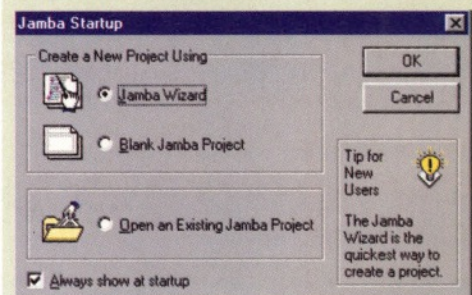 Jamba Startup
Create a New Project Using
Jamba Wizard
Blank Jamba Project
Open an Existing Jamba Project
Always show at startup
OK
Cancel
Tip for
New
Users
The Jamba
Wizard is the
quickest way to
create a project.